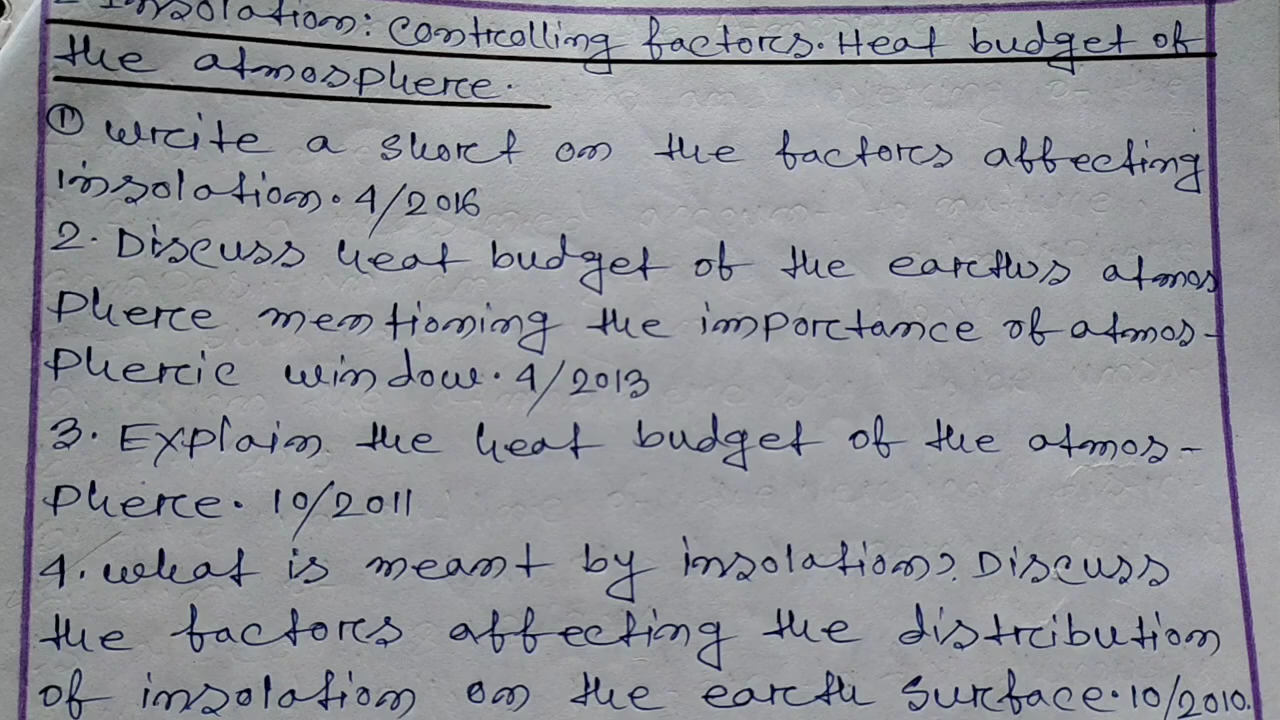 2 Insolation: controlling factors. Heat budget of
the atmosphere.
① write a short on the factors affecting
insolation. 4/2016
2. Discuss heat budget of the earth's atmos
phere mentioning the importance of atmos-
pheric window. 4/2013
3. Explain the heat budget of the atmos-
phere. 10/2011
4. what is meant by insolation? Discuss
the factors affecting the distribution
of insolation on the earth surface. 10/2010.